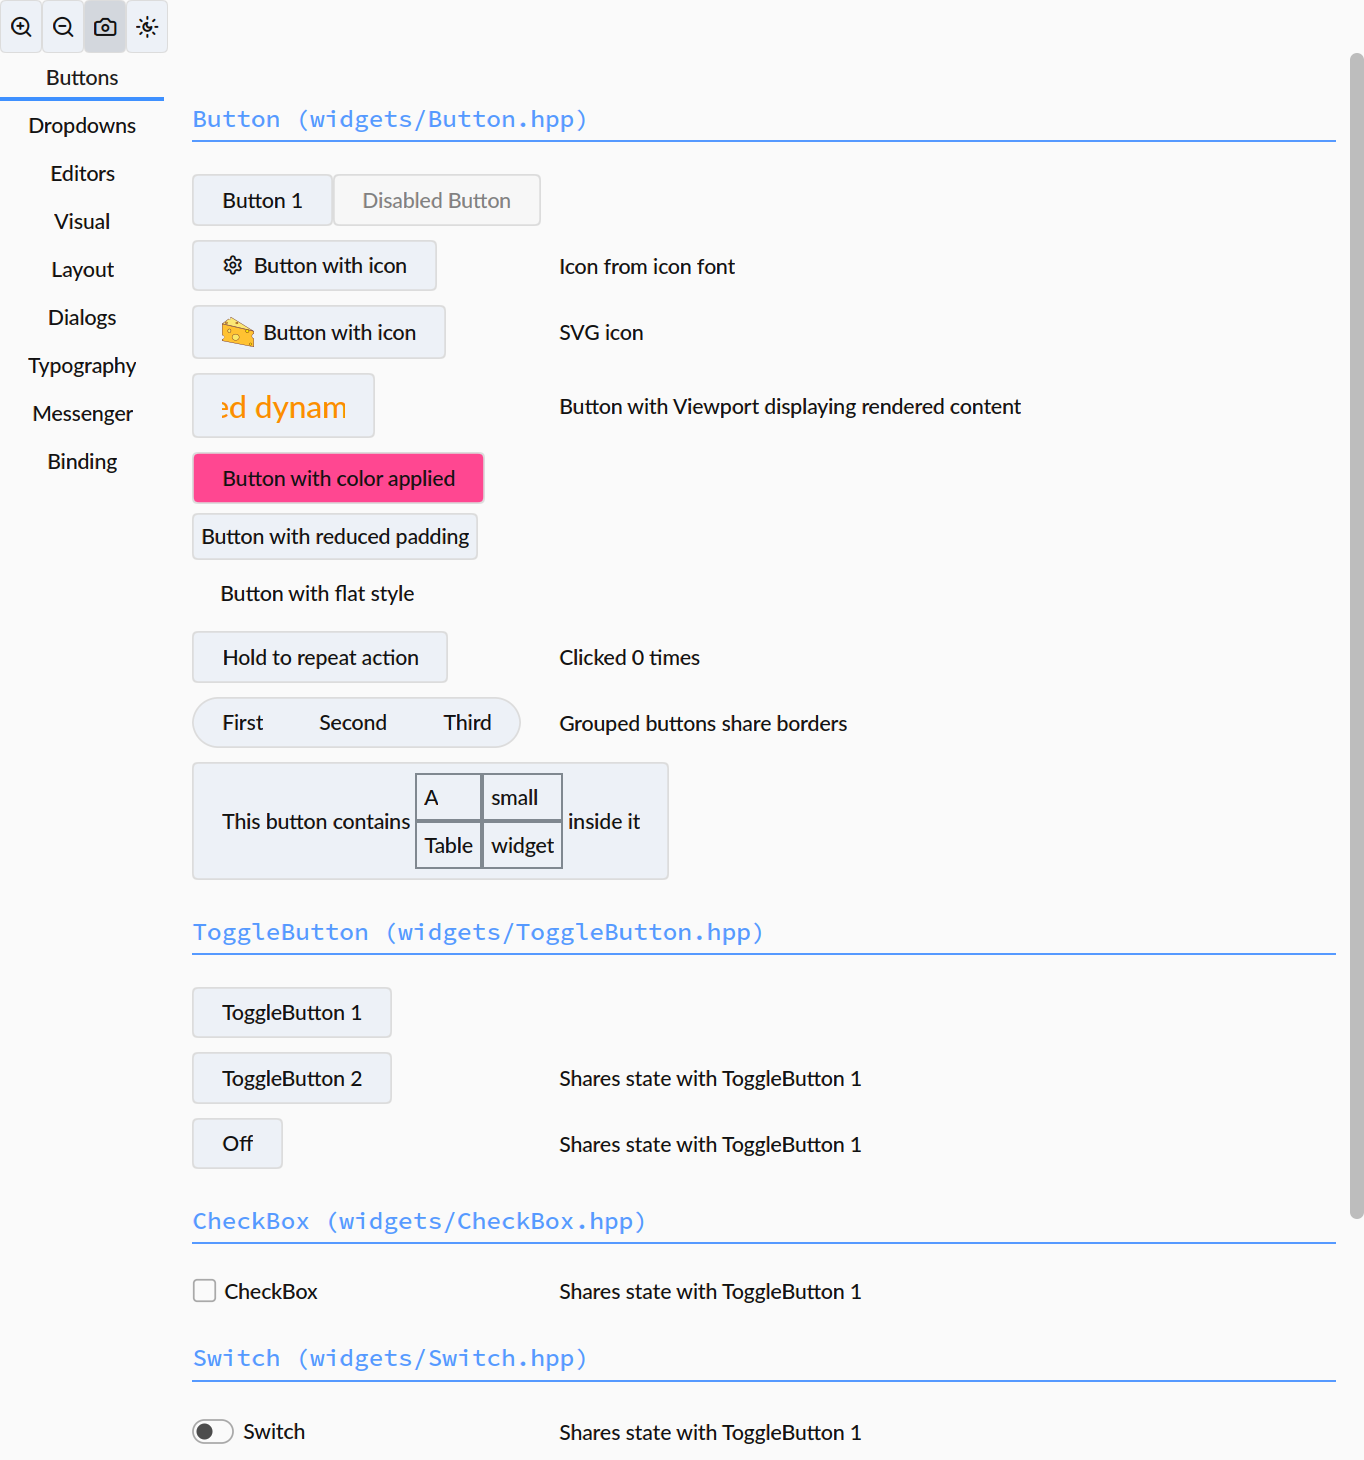 Buttons
Dropdowns
Editors
Visual
Layout
Dialogs
Typography
Messenger
Binding
Button (widgets/Button.hpp)
Button 1 Disabled Button
Button with icon Icon from icon font
Button with icon SVG icon
ed dynam Button with Viewport displaying rendered content
Button with color applied
Button with reduced padding
Button with flat style
Hold to repeat action Clicked 0 times
First Second Third Grouped buttons share borders
A small
This button contains inside it
Table widget
ToggleButton (widgets/ToggleButton.hpp)
ToggleButton 1
ToggleButton 2 Shares state with ToggleButton 1
Off Shares state with ToggleButton 1
CheckBox (widgets/CheckBox.hpp)
CheckBox Shares state with ToggleButton 1
Switch (widgets/Switch.hpp)
Switch Shares state with ToggleButton 1